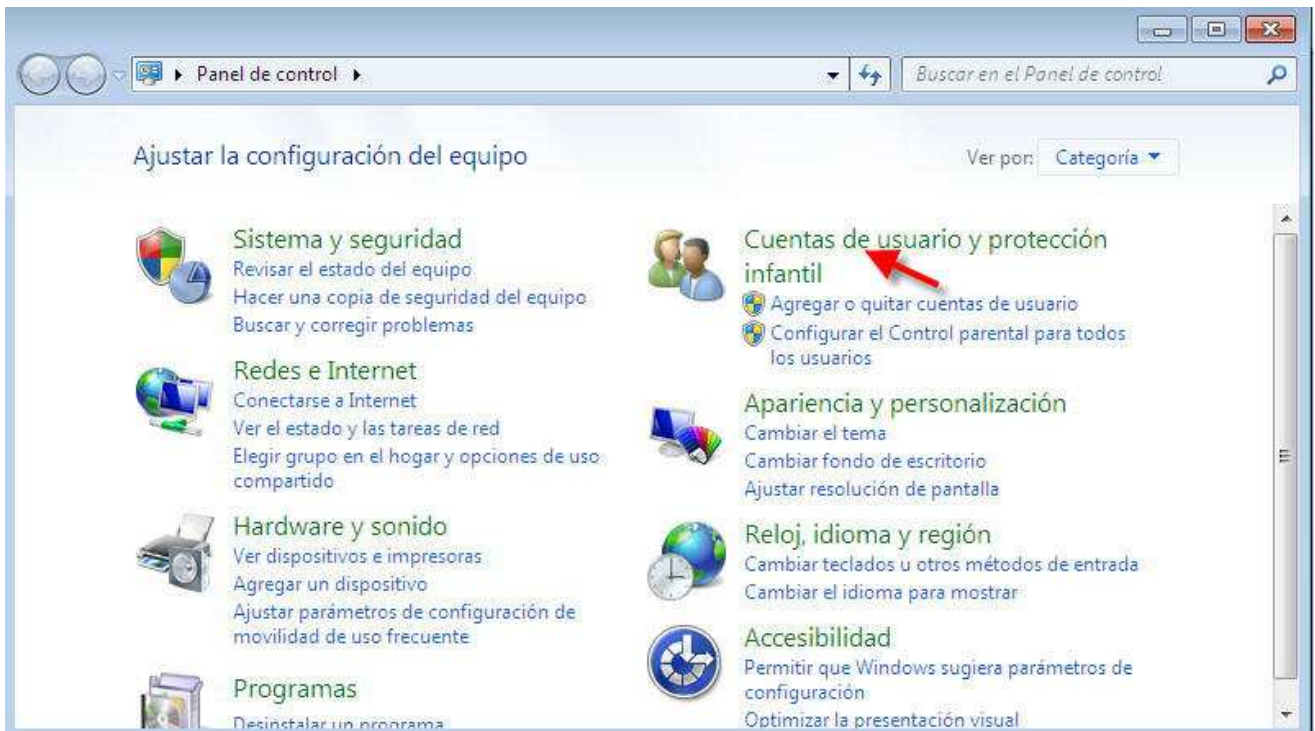 Panel de control
Buscar en el Panel de control
Ajustar la configuración del equipo
Ver por:
Categoría
Sistema y seguridad
Revisar el estado del equipo
Hacer una copia de seguridad del equipo
Buscar y corregir problemas
Redes e Internet
Conectarse a Internet
Ver el estado y las tareas de red
Elegir grupo en el hogar y opciones de uso
compartido
Hardware y sonido
Ver dispositivos e impresoras
Agregar un dispositivo
Ajustar parámetros de configuración de
movilidad de uso frecuente
Programas
Desinstalar un programa
Cuentas de usuario y protección
infantil
Agregar o quitar cuentas de usuario
Configurar el Control parental para todos
los usuarios
Apariencia y personalización
Cambiar el tema
Cambiar fondo de escritorio
Ajustar resolución de pantalla
Reloj, idioma y región
Cambiar teclados u otros métodos de entrada
Cambiar el idioma para mostrar
Accesibilidad
Permitir que Windows sugiera parámetros de
configuración
Optimizar la presentación visual